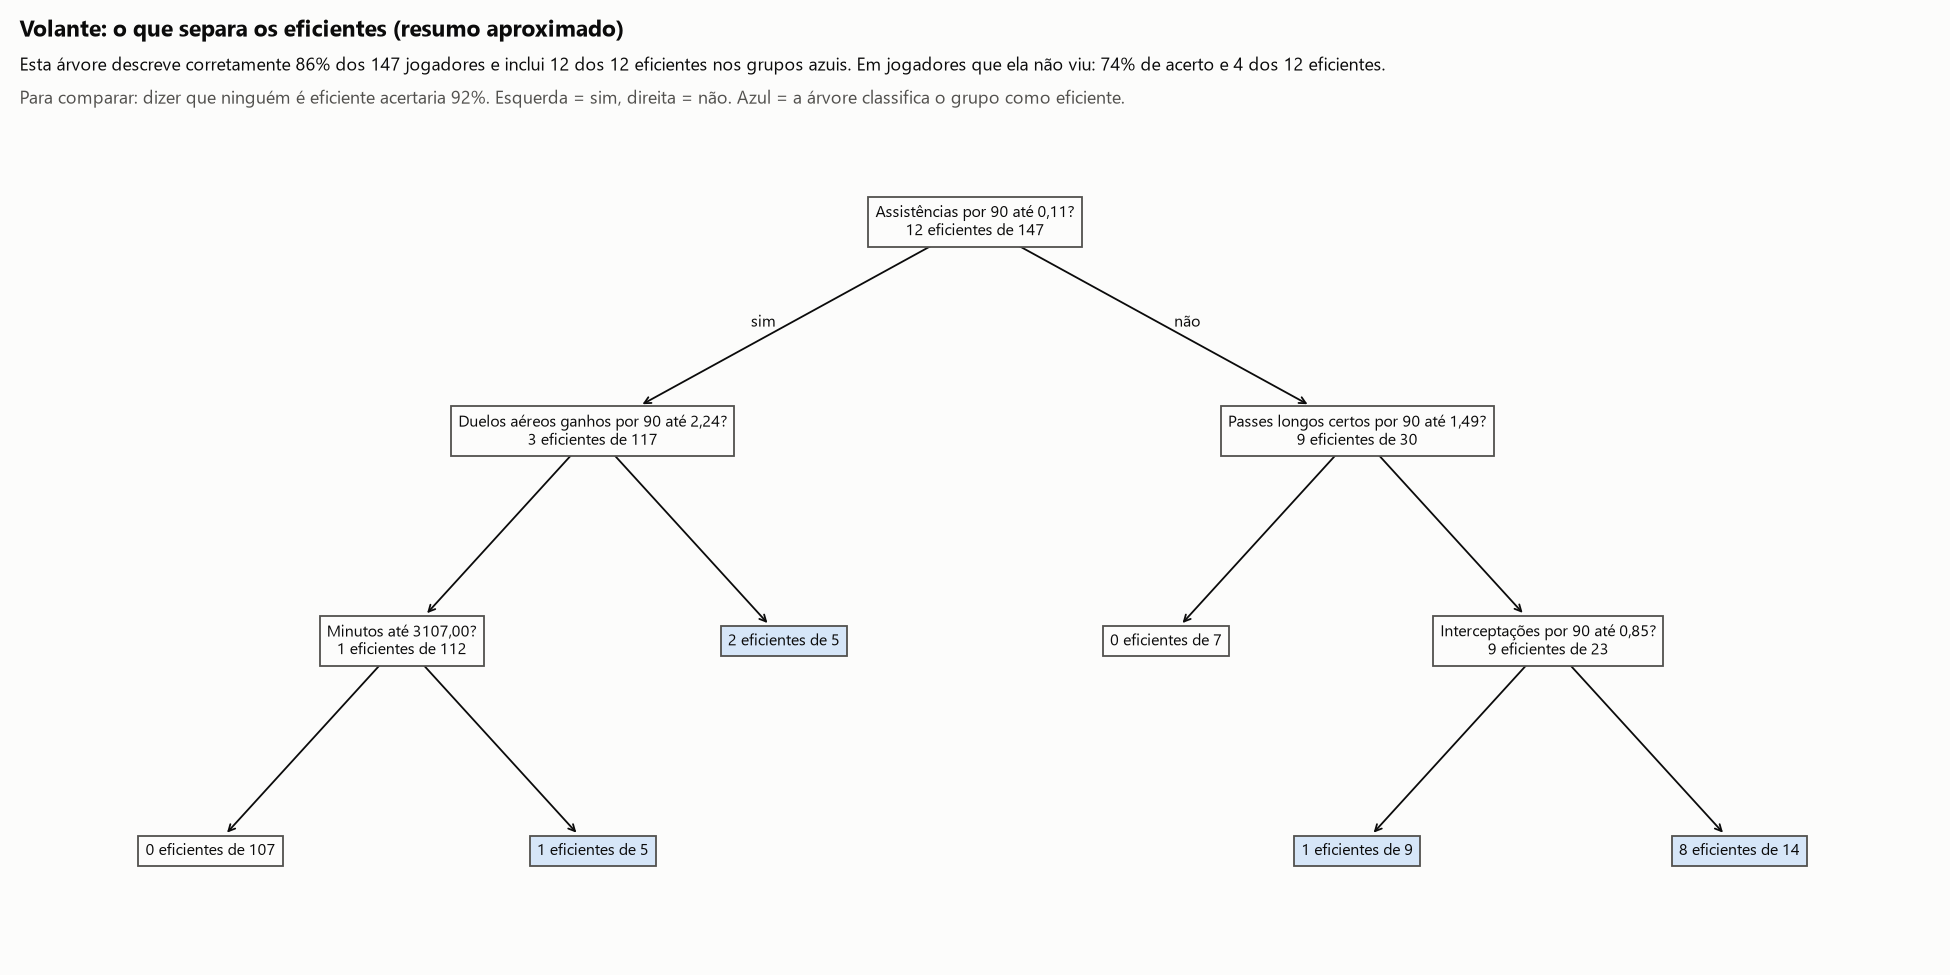 Volante: o que separa os eficientes (resumo aproximado)
Esta árvore descreve corretamente 86% dos 147 jogadores e inclui 12 dos 12 eficientes nos grupos azuis. Em jogadores que ela não viu: 74% de acerto e 4 dos 12 eficientes.
Para comparar: dizer que ninguém é eficiente acertaria 92%. Esquerda = sim, direita = não. Azul = a árvore classifica o grupo como eficiente.
Assistências por 90 até 0,11?
12 eficientes de 147
sim
não
Duelos aéreos ganhos por 90 até 2,24?
3 eficientes de 117
Passes longos certos por 90 até 1,49?
9 eficientes de 30
Minutos até 3107,00?
1 eficientes de 112
2 eficientes de 5
0 eficientes de 7
Interceptações por 90 até 0,85?
9 eficientes de 23
0 eficientes de 107
1 eficientes de 5
1 eficientes de 9
8 eficientes de 14